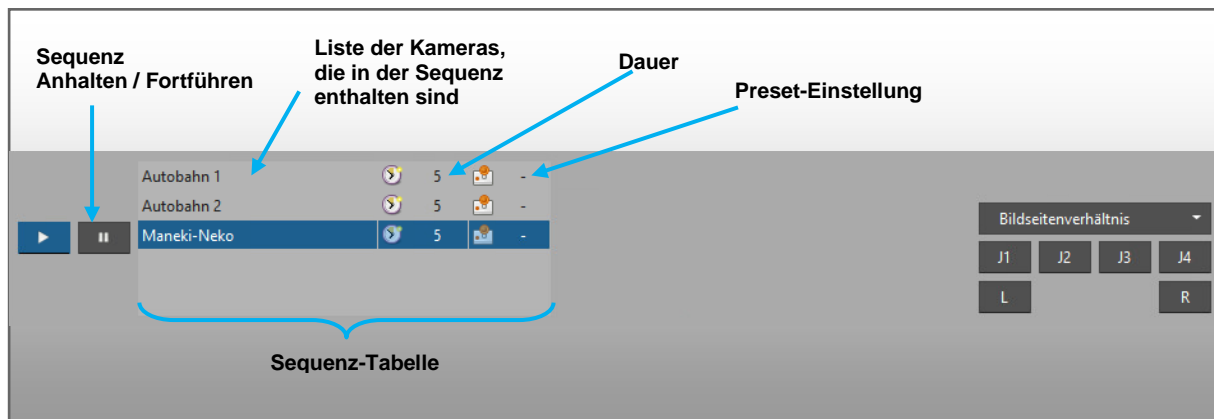 Sequenz
Anhalten / Fortführen
Liste der Kameras,
die in der Sequenz
enthalten sind
Dauer
Preset-Einstellung
Autobahn 1 5 -
Autobahn 2 5 -
Maneki-Neko 5 -
Bildseitenverhältnis
J1 J2 J3 J4
L R
Sequenz-Tabelle